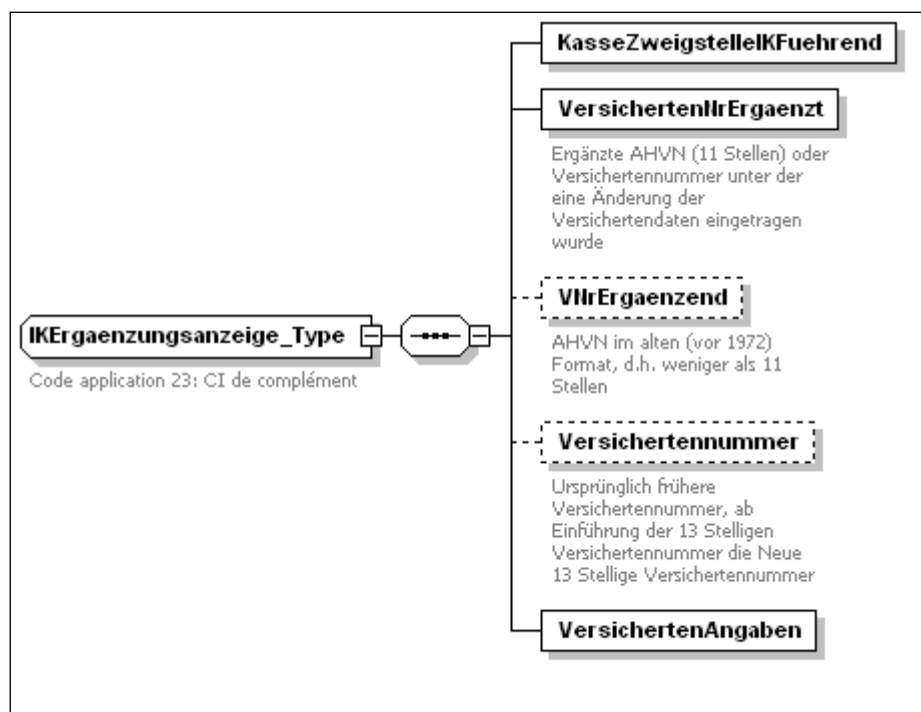 KasseZweigstelleIKFuehrend
VersichertenNrErgaenzt
Ergänzte AHVN (11 Stellen) oder
Versichertennummer unter der
eine Änderung der
Versichertendaten eingetragen
wurde
VNrErgaenzend
AHVN im alten (vor 1972)
Format, d.h. weniger als 11
Stellen
IKErgaenzungsanzeige_Type
Code application 23: CI de complément
Versichertennummer
Ursprünglich frühere
Versichertennummer, ab
Einführung der 13 Stelligen
Versichertennummer die Neue
13 Stellige Versichertennummer
VersichertenAngaben